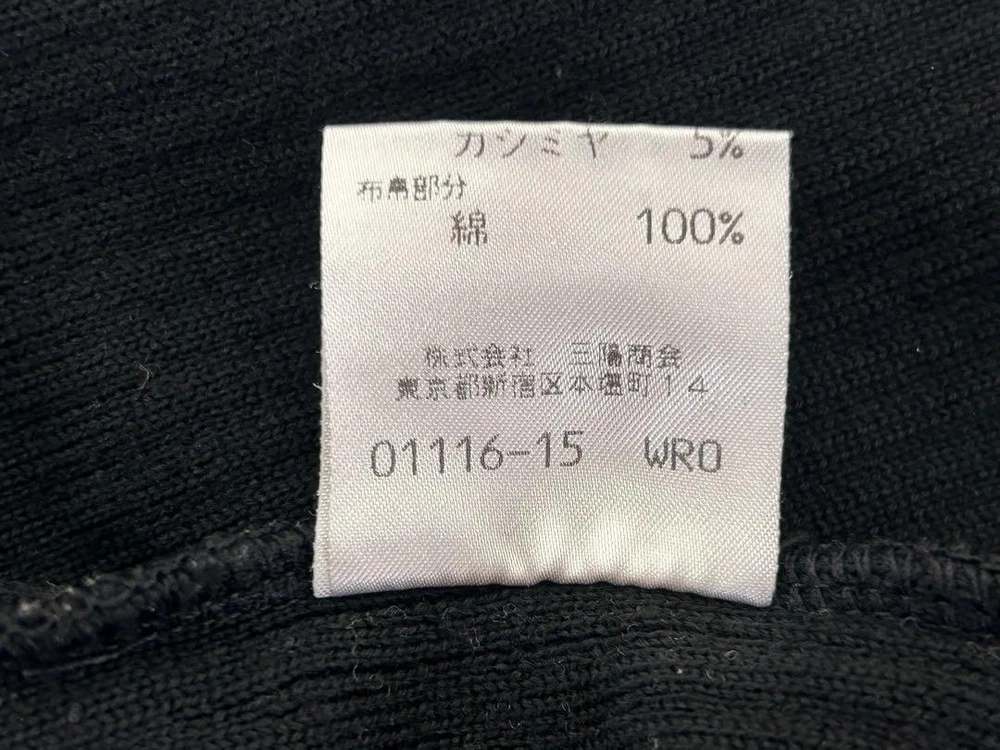 カシミヤ 5%
布帛部分
綿 100%
株式会社 三陽商会
東京都新宿区本塩町14
01116-15 WRO